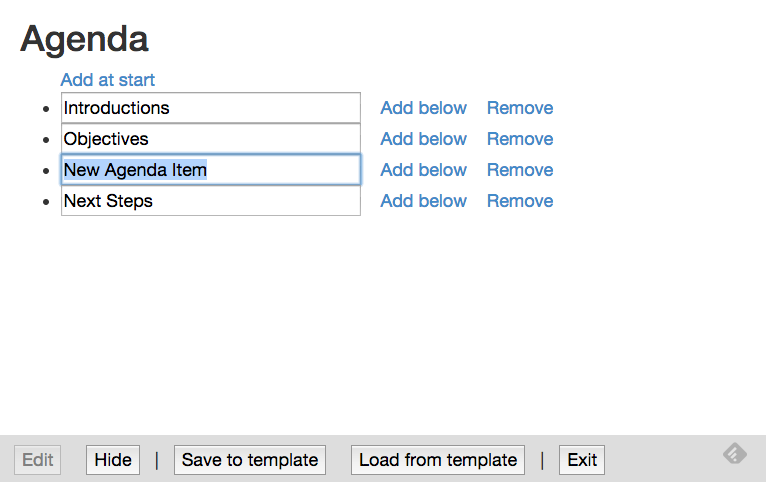 Agenda
Add at start
Introductions Add below Remove
Objectives Add below Remove
New Agenda Item Add below Remove
Next Steps Add below Remove
Edit Hide | Save to template Load from template | Exit